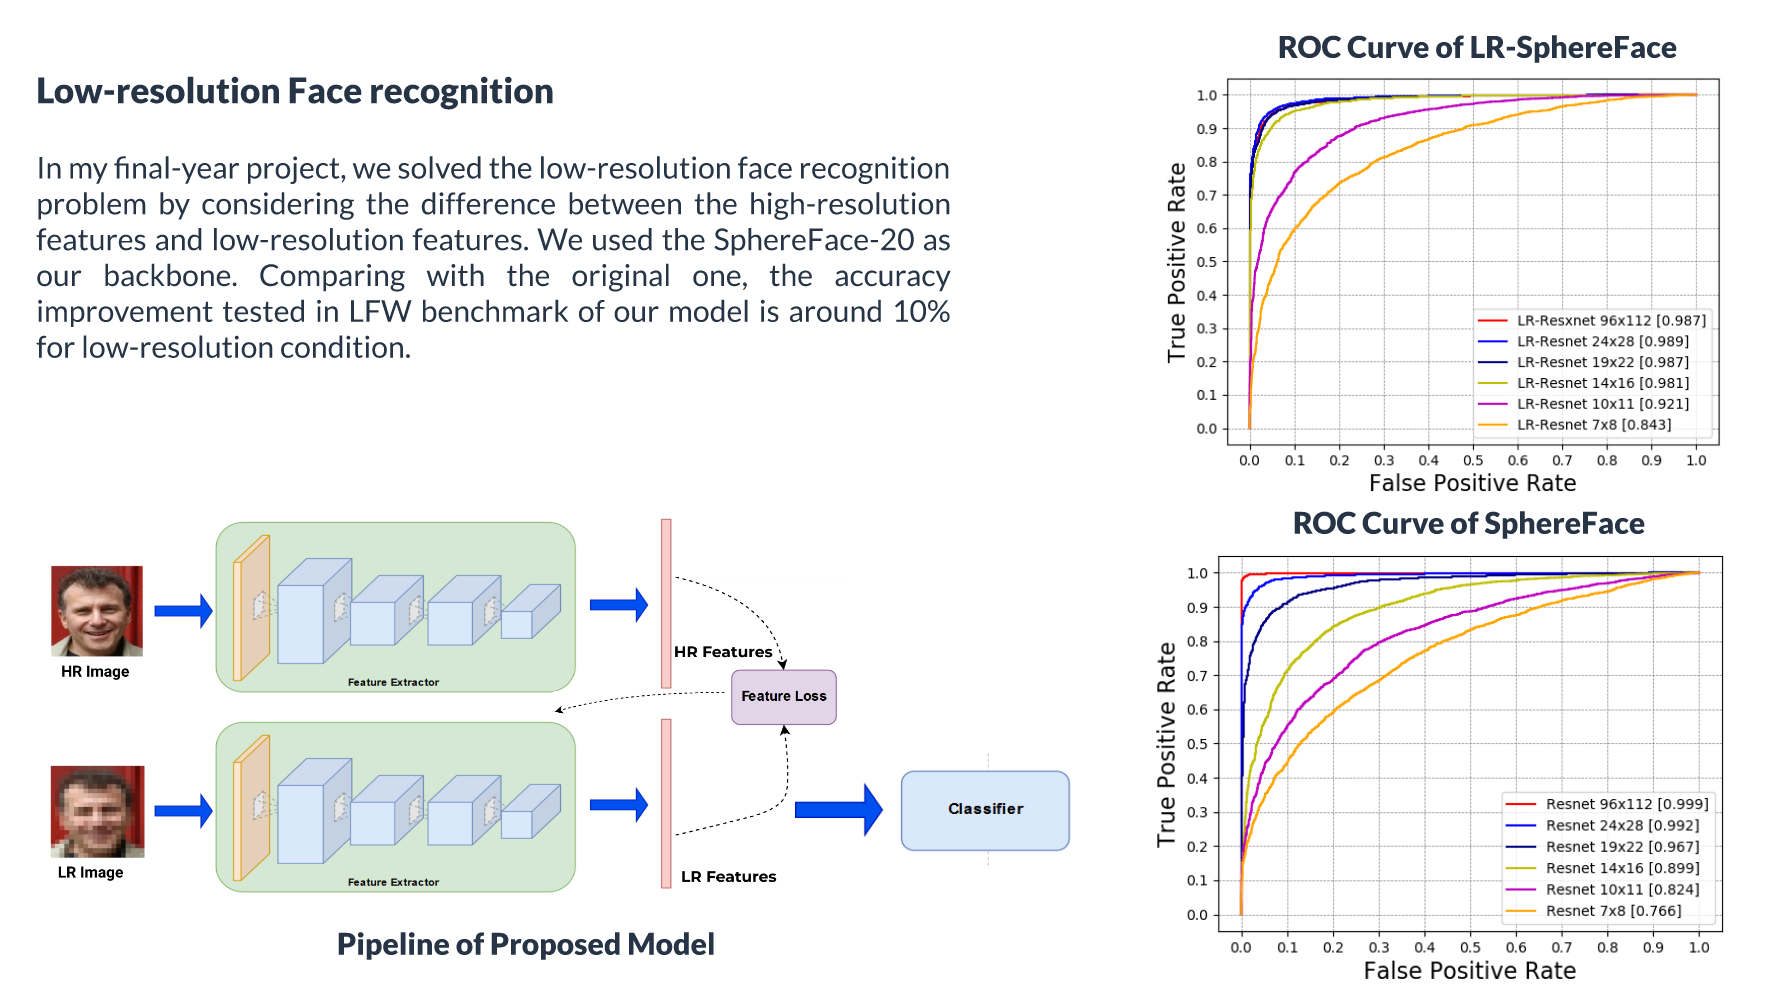 Low-resolution Face recognition
In my final-year project, we solved the low-resolution face recognition
problem by considering the difference between the high-resolution
features and low-resolution features. We used the SphereFace-20 as
our backbone. Comparing with the original one, the accuracy
improvement tested in LFW benchmark of our model is around 10%
for low-resolution condition.
HR Image
Feature Extractor
HR Features
Feature Loss
LR Image
Feature Extractor
LR Features
Classifier
Pipeline of Proposed Model
ROC Curve of LR-SphereFace
True Positive Rate
1.0
0.9
0.8
0.7
0.6
0.5
0.4
0.3
0.2
0.1
0.0
LR-Resxnet 96x112 [0.987]
LR-Resnet 24x28 [0.989]
LR-Resnet 19x22 [0.987]
LR-Resnet 14x16 [0.981]
LR-Resnet 10x11 [0.921]
LR-Resnet 7x8 [0.843]
0.0 0.1 0.2 0.3 0.4 0.5 0.6 0.7 0.8 0.9 1.0
False Positive Rate
ROC Curve of SphereFace
True Positive Rate
1.0
0.9
0.8
0.7
0.6
0.5
0.4
0.3
0.2
0.1
0.0
Resnet 96x112 [0.999]
Resnet 24x28 [0.992]
Resnet 19x22 [0.967]
Resnet 14x16 [0.899]
Resnet 10x11 [0.824]
Resnet 7x8 [0.766]
0.0 0.1 0.2 0.3 0.4 0.5 0.6 0.7 0.8 0.9 1.0
False Positive Rate